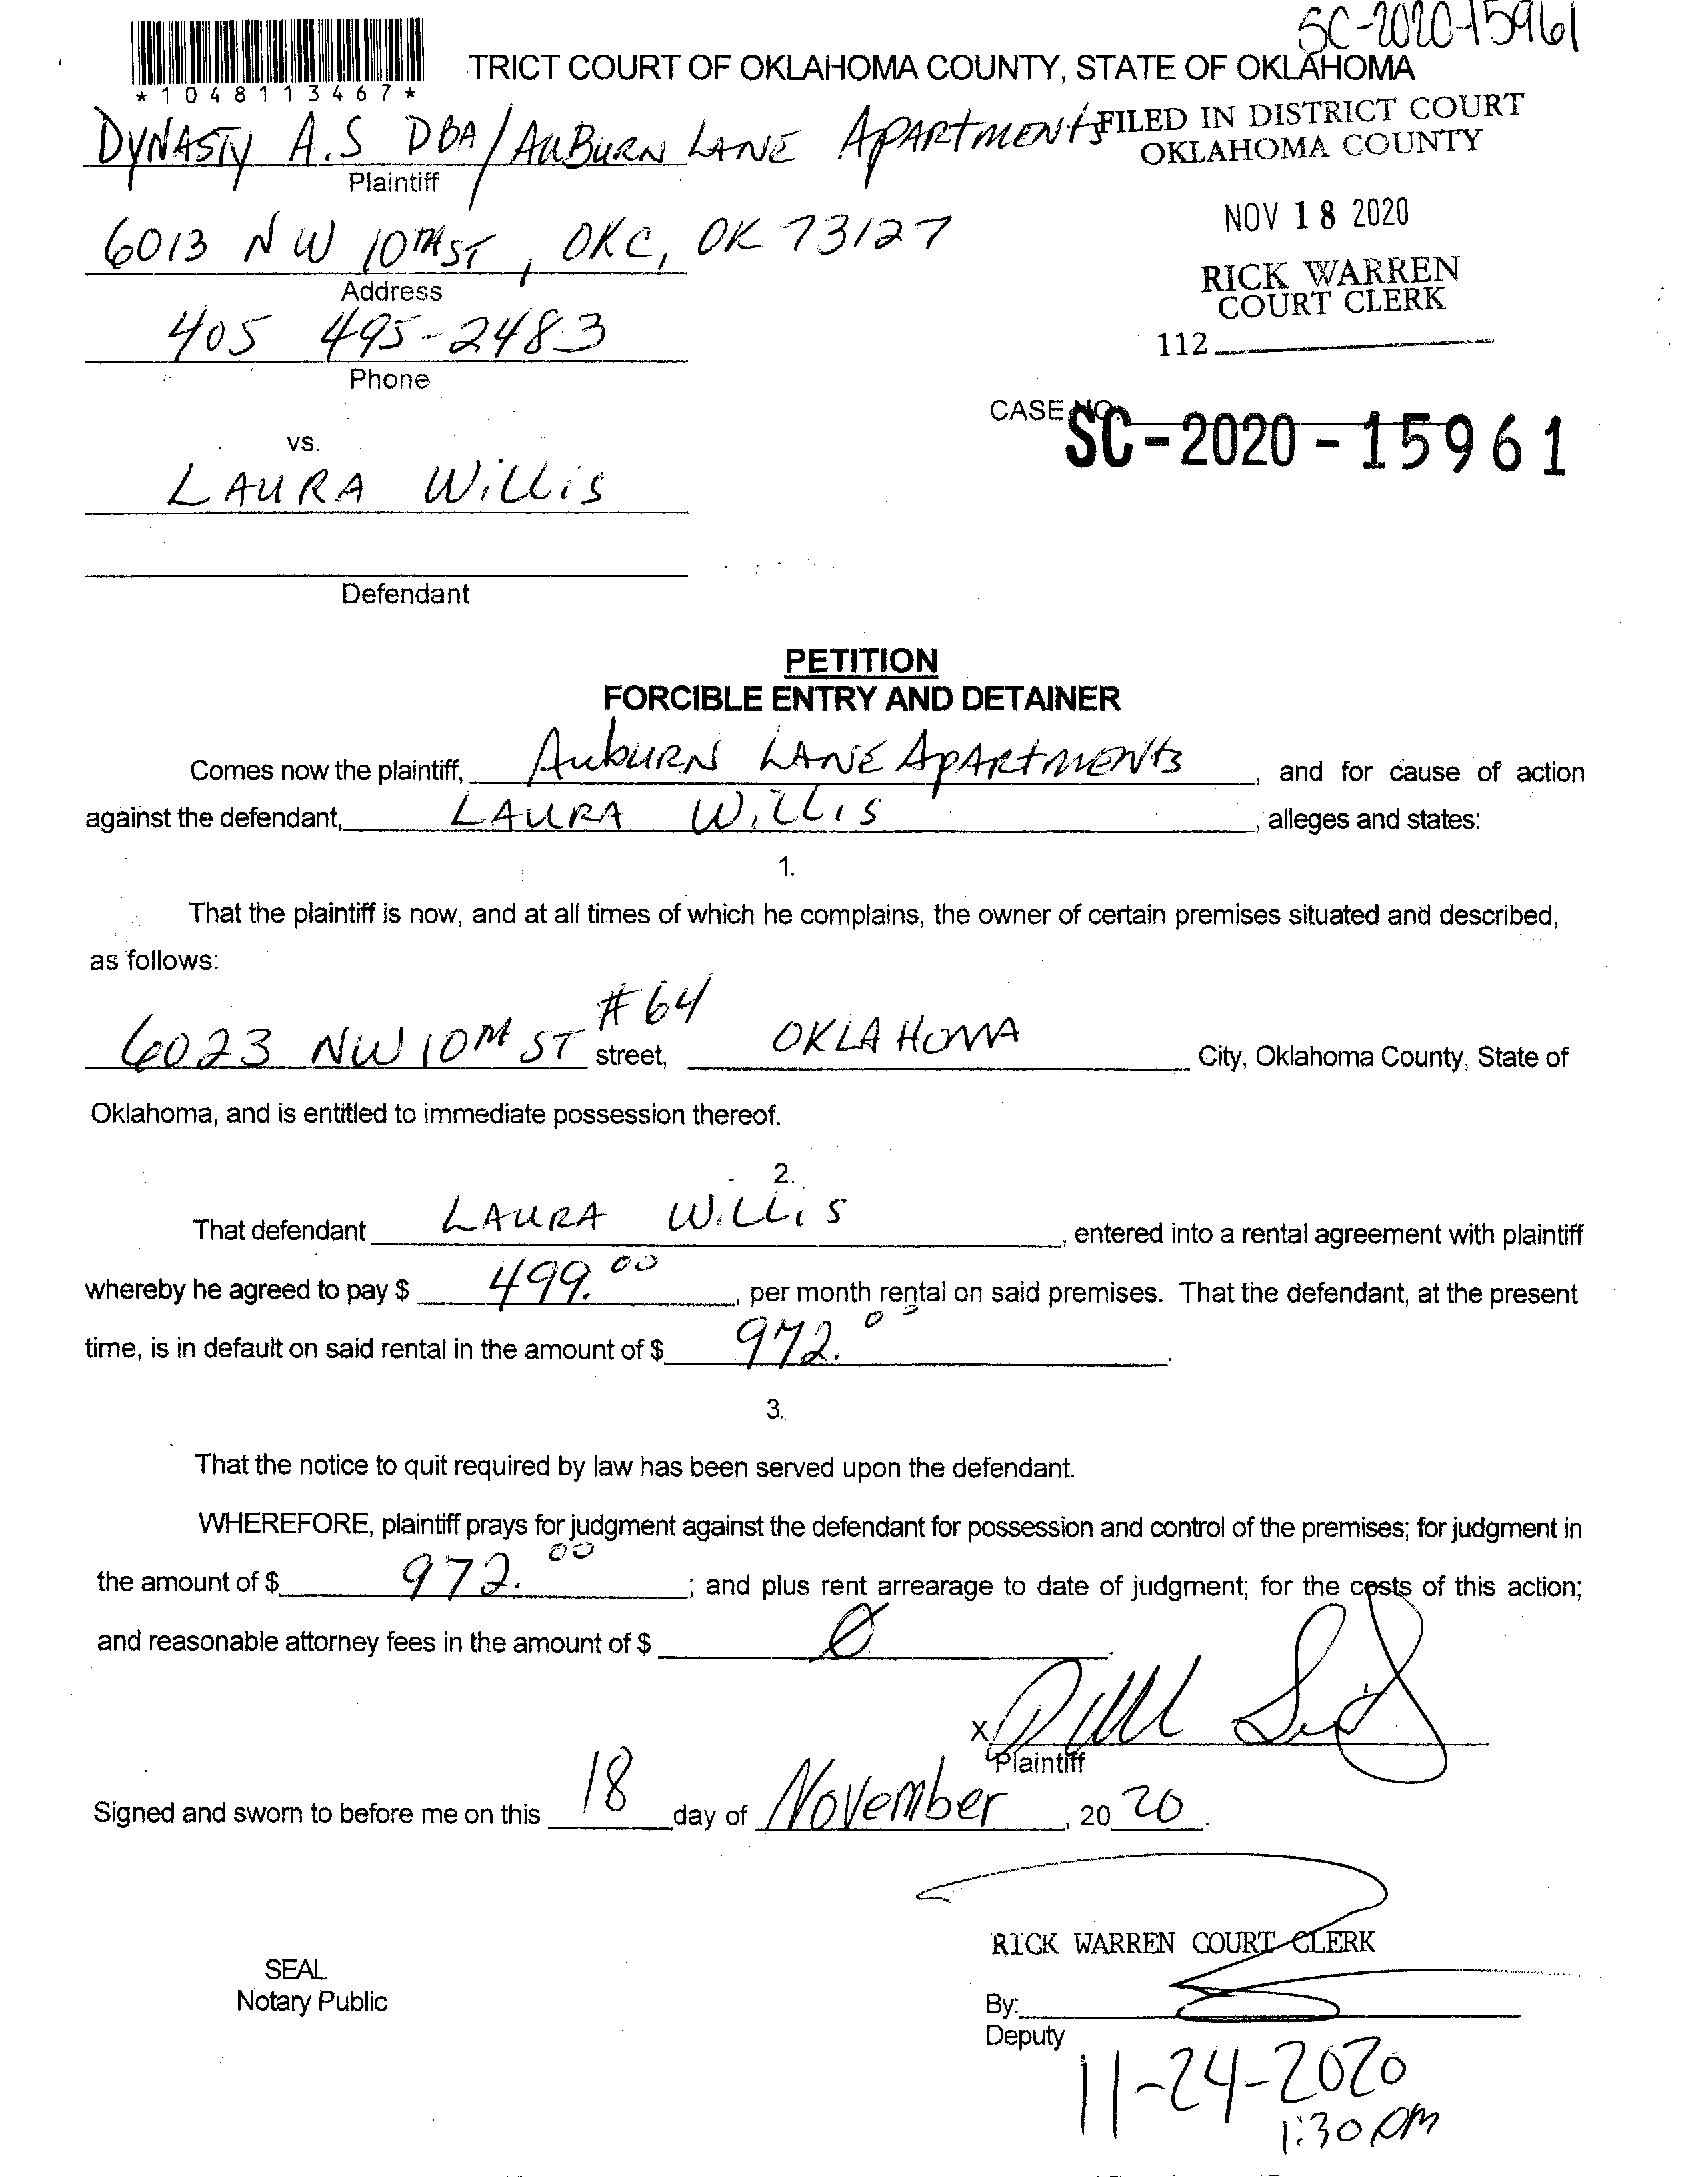 SC-2020-15961
TRICT COURT OF OKLAHOMA COUNTY, STATE OF OKLAHOMA
*1048113467*
DYNASTY A.S DBA/AUBURN LANE APARTMENTS
Plaintiff
FILED IN DISTRICT COURT
OKLAHOMA COUNTY
NOV 18 2020
6013 NW 10TH ST, OKC, OK 73127
Address
RICK WARREN
COURT CLERK
405 495-2483
112
Phone
CASE NO.
SC-2020-15961
vs.
LAURA WILLIS
Defendant
PETITION
FORCIBLE ENTRY AND DETAINER
Comes now the plaintiff, AUBURN LANE APARTMENTS, and for cause of action
against the defendant, LAURA WILLIS, alleges and states:
1.
That the plaintiff is now, and at all times of which he complains, the owner of certain premises situated and described,
as follows:
6023 NW 10TH ST #64 street, OKLAHOMA City, Oklahoma County, State of
Oklahoma, and is entitled to immediate possession thereof.
2.
That defendant LAURA WILLIS, entered into a rental agreement with plaintiff
whereby he agreed to pay $ 499.00, per month rental on said premises. That the defendant, at the present
time, is in default on said rental in the amount of $ 972.00.
3.
That the notice to quit required by law has been served upon the defendant.
WHEREFORE, plaintiff prays for judgment against the defendant for possession and control of the premises; for judgment in
the amount of $ 972.00; and plus rent arrearage to date of judgment; for the costs of this action;
and reasonable attorney fees in the amount of $ 0.
X
Plaintiff
Signed and sworn to before me on this 18 day of November, 2020.
RICK WARREN COURT CLERK
SEAL
Notary Public
By:
Deputy
11-24-2020
1:30 PM